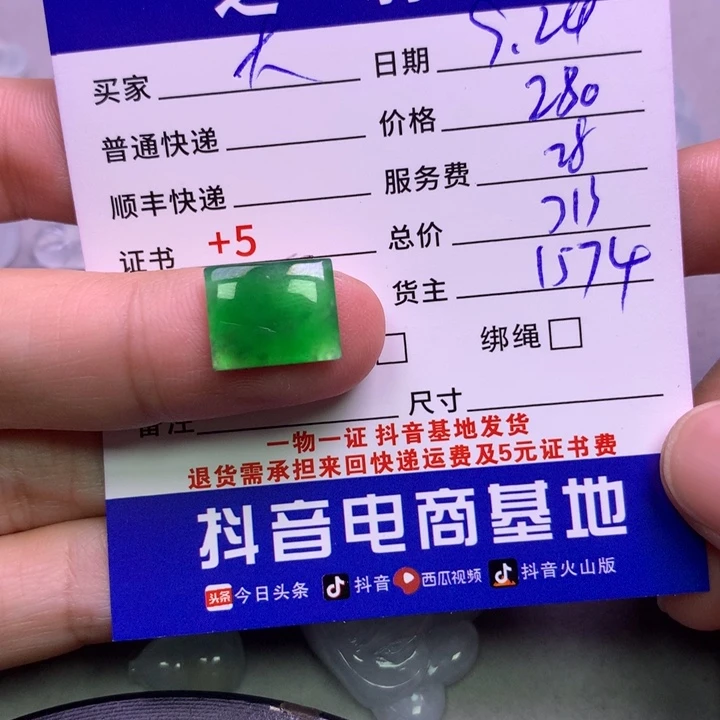 买家 大 日期 5.24
普通快递 价格 280
顺丰快递 服务费 28
证书 +5 总价 313
货主 1574
绑绳
备注 尺寸
一物一证 抖音基地发货
退货需承担来回快递运费及5元证书费
抖音电商基地
头条 今日头条 抖音 西瓜视频 抖音火山版